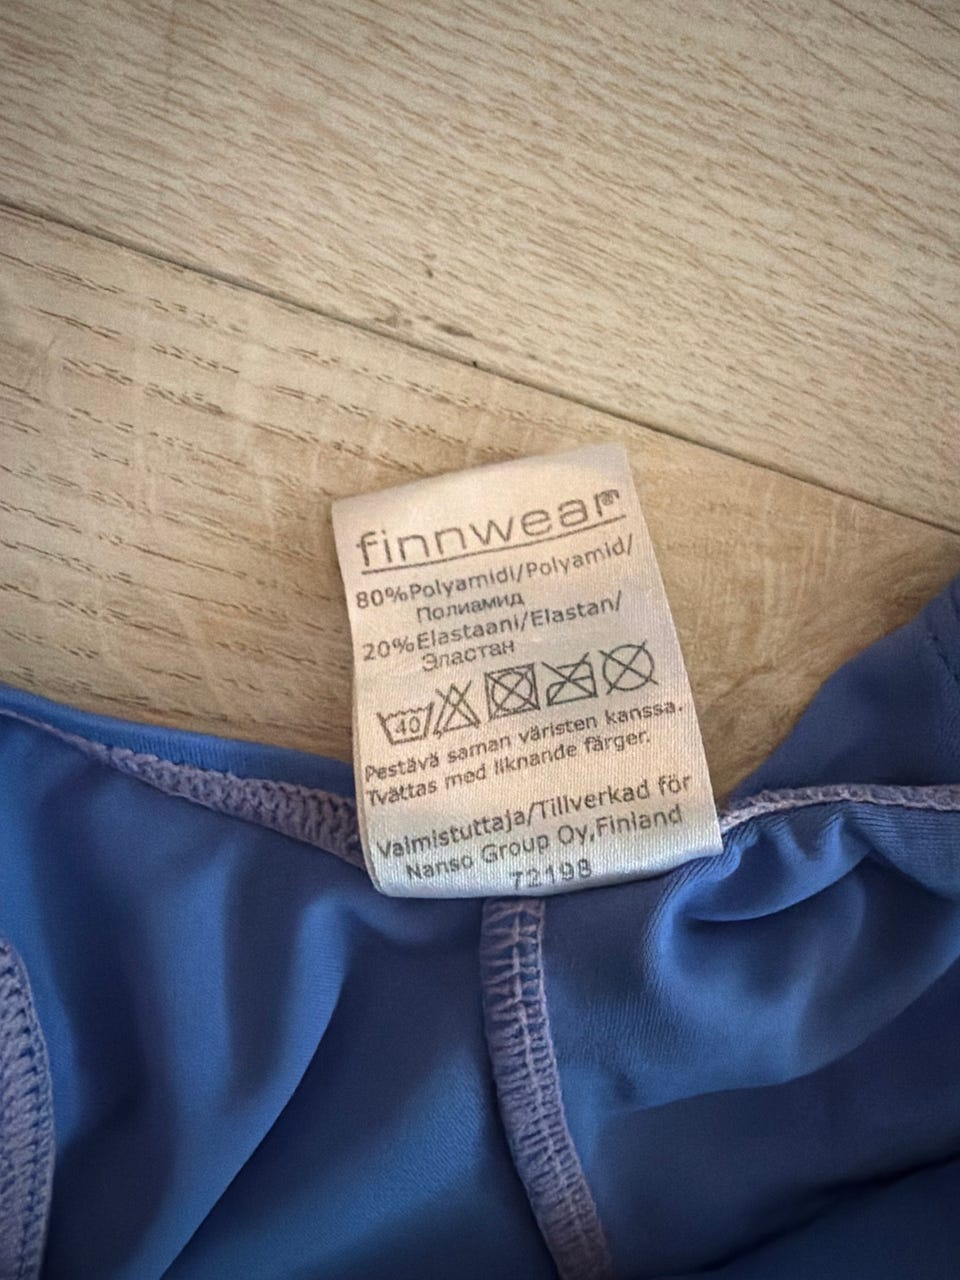 finnwear®
80%Polyamidi/Polyamid/
Полиамид
20%Elastaani/Elastan/
Эластан
40
Pestävä saman väristen kanssa.
Tvättas med liknande färger.
Valmistuttaja/Tillverkad för
Nanso Group Oy,Finland
72198